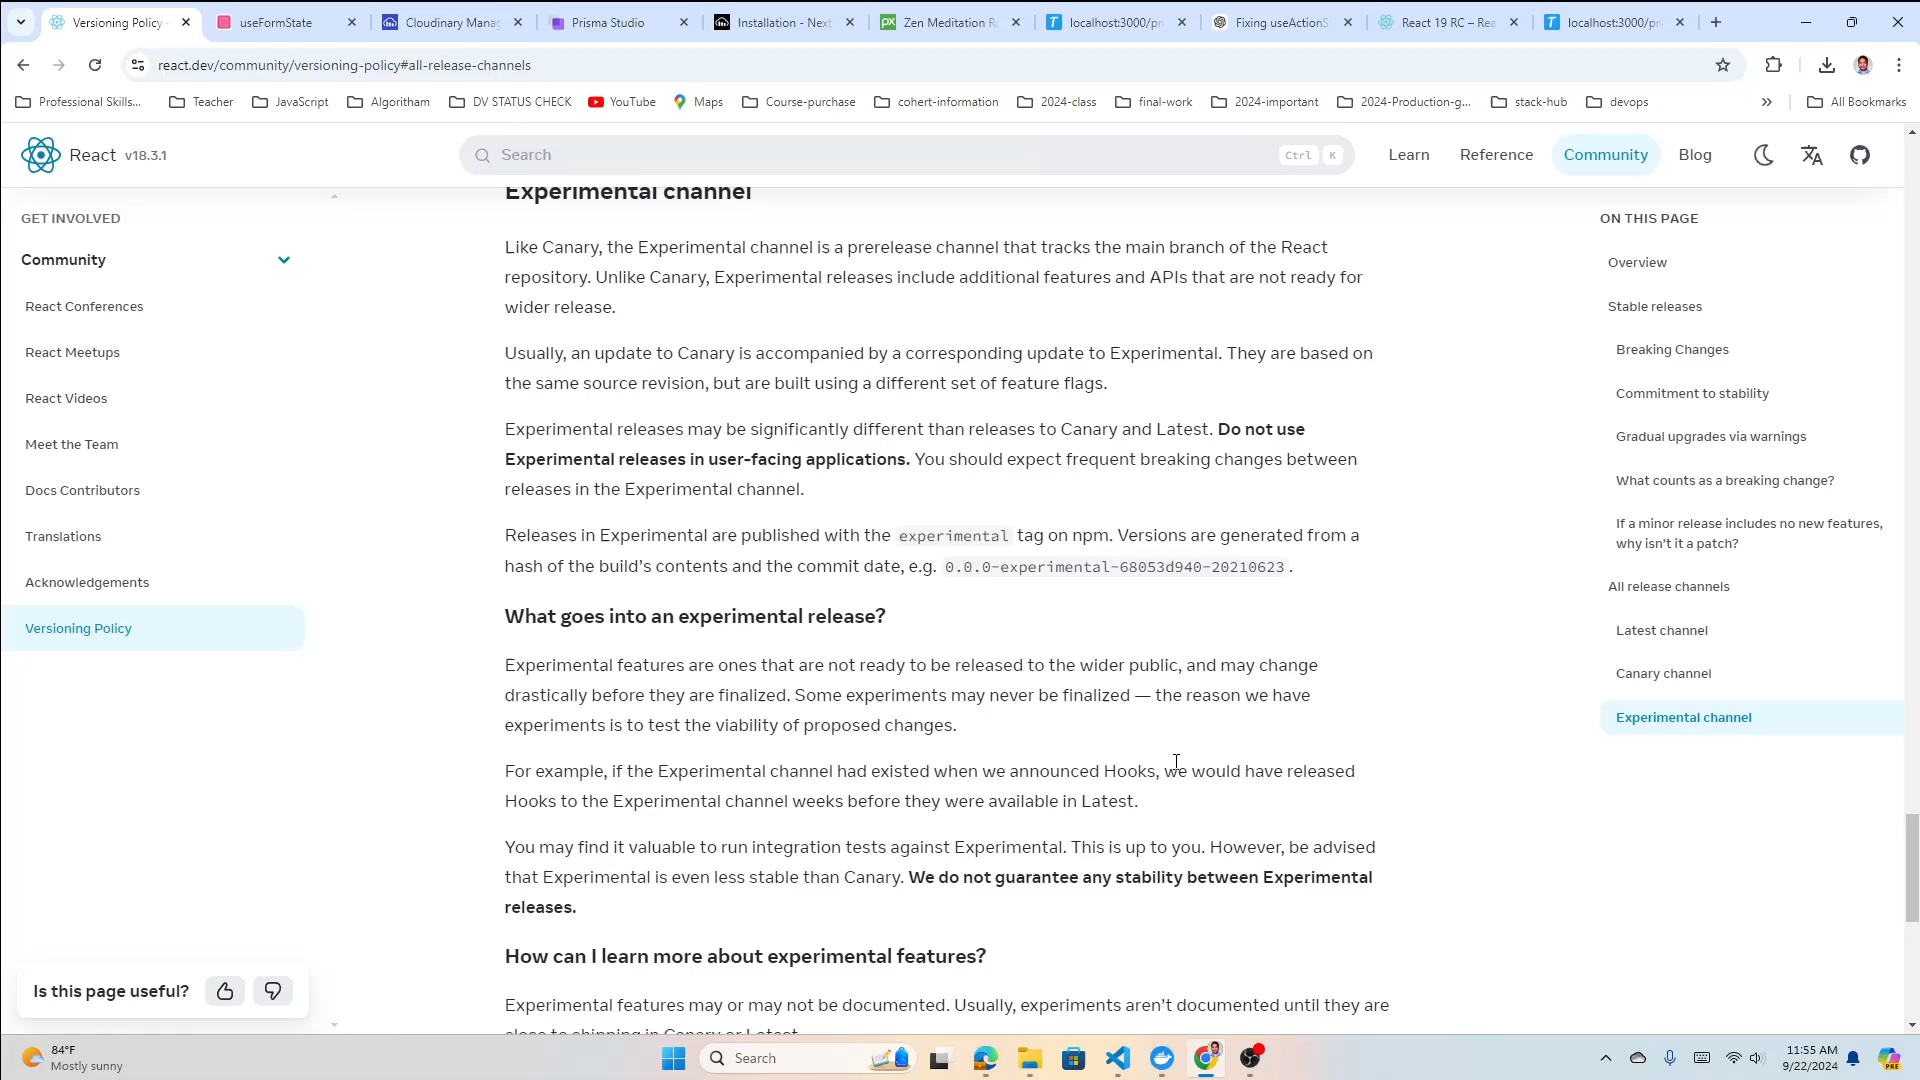 Versioning Policy -
useFormState
Cloudinary Manag
Prisma Studio
Installation - Next
Zen Meditation R
localhost:3000/pr
Fixing useActionS
React 19 RC – Rea
localhost:3000/pr
react.dev/community/versioning-policy#all-release-channels
Professional Skills...
Teacher
JavaScript
Algoritham
DV STATUS CHECK
YouTube
Maps
Course-purchase
cohert-information
2024-class
final-work
2024-important
2024-Production-g...
stack-hub
devops
All Bookmarks
React v18.3.1
Search
Ctrl K
Learn
Reference
Community
Blog
GET INVOLVED
Community
React Conferences
React Meetups
React Videos
Meet the Team
Docs Contributors
Translations
Acknowledgements
Versioning Policy
Is this page useful?
Experimental channel
Like Canary, the Experimental channel is a prerelease channel that tracks the main branch of the React
repository. Unlike Canary, Experimental releases include additional features and APIs that are not ready for
wider release.
Usually, an update to Canary is accompanied by a corresponding update to Experimental. They are based on
the same source revision, but are built using a different set of feature flags.
Experimental releases may be significantly different than releases to Canary and Latest. Do not use
Experimental releases in user-facing applications. You should expect frequent breaking changes between
releases in the Experimental channel.
Releases in Experimental are published with the experimental tag on npm. Versions are generated from a
hash of the build’s contents and the commit date, e.g. 0.0.0-experimental-68053d940-20210623.
What goes into an experimental release?
Experimental features are ones that are not ready to be released to the wider public, and may change
drastically before they are finalized. Some experiments may never be finalized — the reason we have
experiments is to test the viability of proposed changes.
For example, if the Experimental channel had existed when we announced Hooks, we would have released
Hooks to the Experimental channel weeks before they were available in Latest.
You may find it valuable to run integration tests against Experimental. This is up to you. However, be advised
that Experimental is even less stable than Canary. We do not guarantee any stability between Experimental
releases.
How can I learn more about experimental features?
Experimental features may or may not be documented. Usually, experiments aren’t documented until they are
close to shipping in Canary or Latest.
ON THIS PAGE
Overview
Stable releases
Breaking Changes
Commitment to stability
Gradual upgrades via warnings
What counts as a breaking change?
If a minor release includes no new features,
why isn’t it a patch?
All release channels
Latest channel
Canary channel
Experimental channel
84°F
Mostly sunny
Search
11:55 AM
9/22/2024
PRE